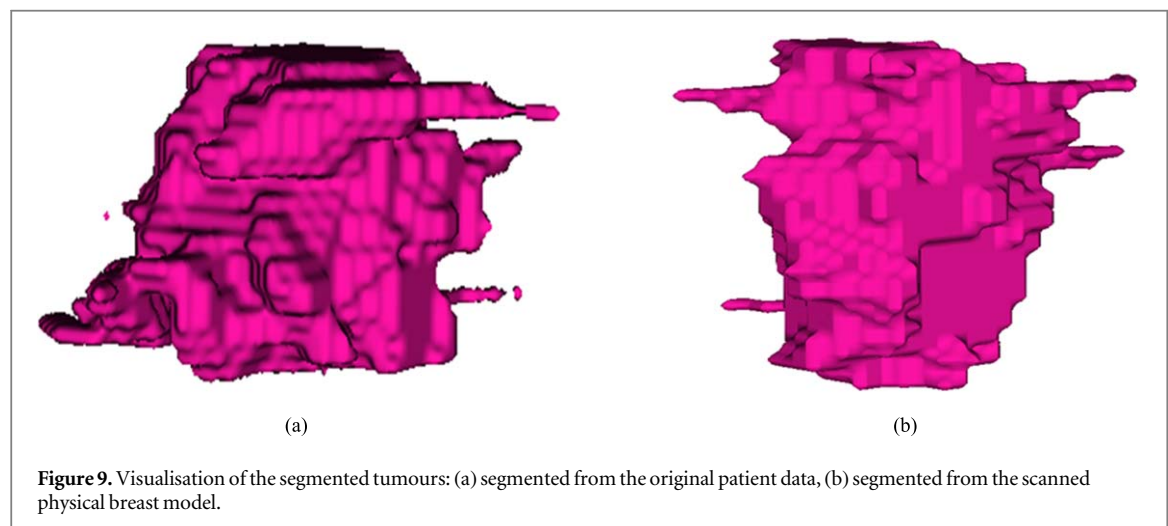 (a)
(b)
Figure 9. Visualisation of the segmented tumours: (a) segmented from the original patient data, (b) segmented from the scanned
physical breast model.